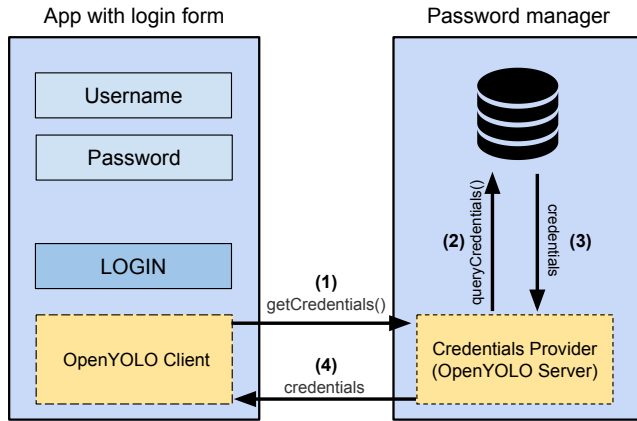 App with login form
Password manager
Username
Password
LOGIN
OpenYOLO Client
(1)
getCredentials()
(4)
credentials
(2)
queryCredentials()
credentials
(3)
Credentials Provider
(OpenYOLO Server)